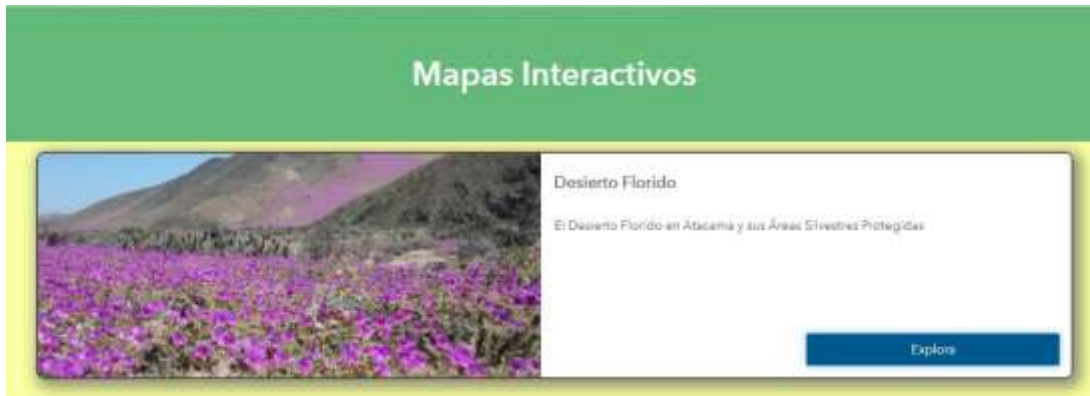 Mapas Interactivos
Desierto Florido
El Desierto Florido en Atacama y sus Áreas Silvestres Protegidas
Explora